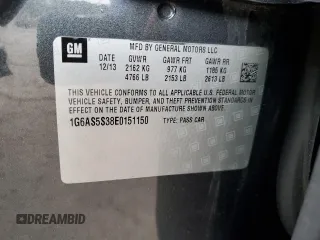 GM
MFD BY GENERAL MOTORS LLC
DATE GVWR GAWR FRT GAWR RR
12/13 2162 KG 977 KG 1185 KG
4766 LB 2153 LB 2613 LB
THIS VEHICLE CONFORMS TO ALL APPLICABLE U.S. FEDERAL MOTOR
VEHICLE SAFETY, BUMPER, AND THEFT PREVENTION STANDARDS IN
EFFECT ON THE DATE OF MANUFACTURE SHOWN ABOVE.
1G6AS5S38E0151150 TYPE: PASS CAR
DREAMBID